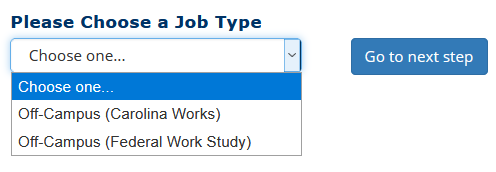 Please Choose a Job Type
Choose one...
Go to next step
Choose one...
Off-Campus (Carolina Works)
Off-Campus (Federal Work Study)